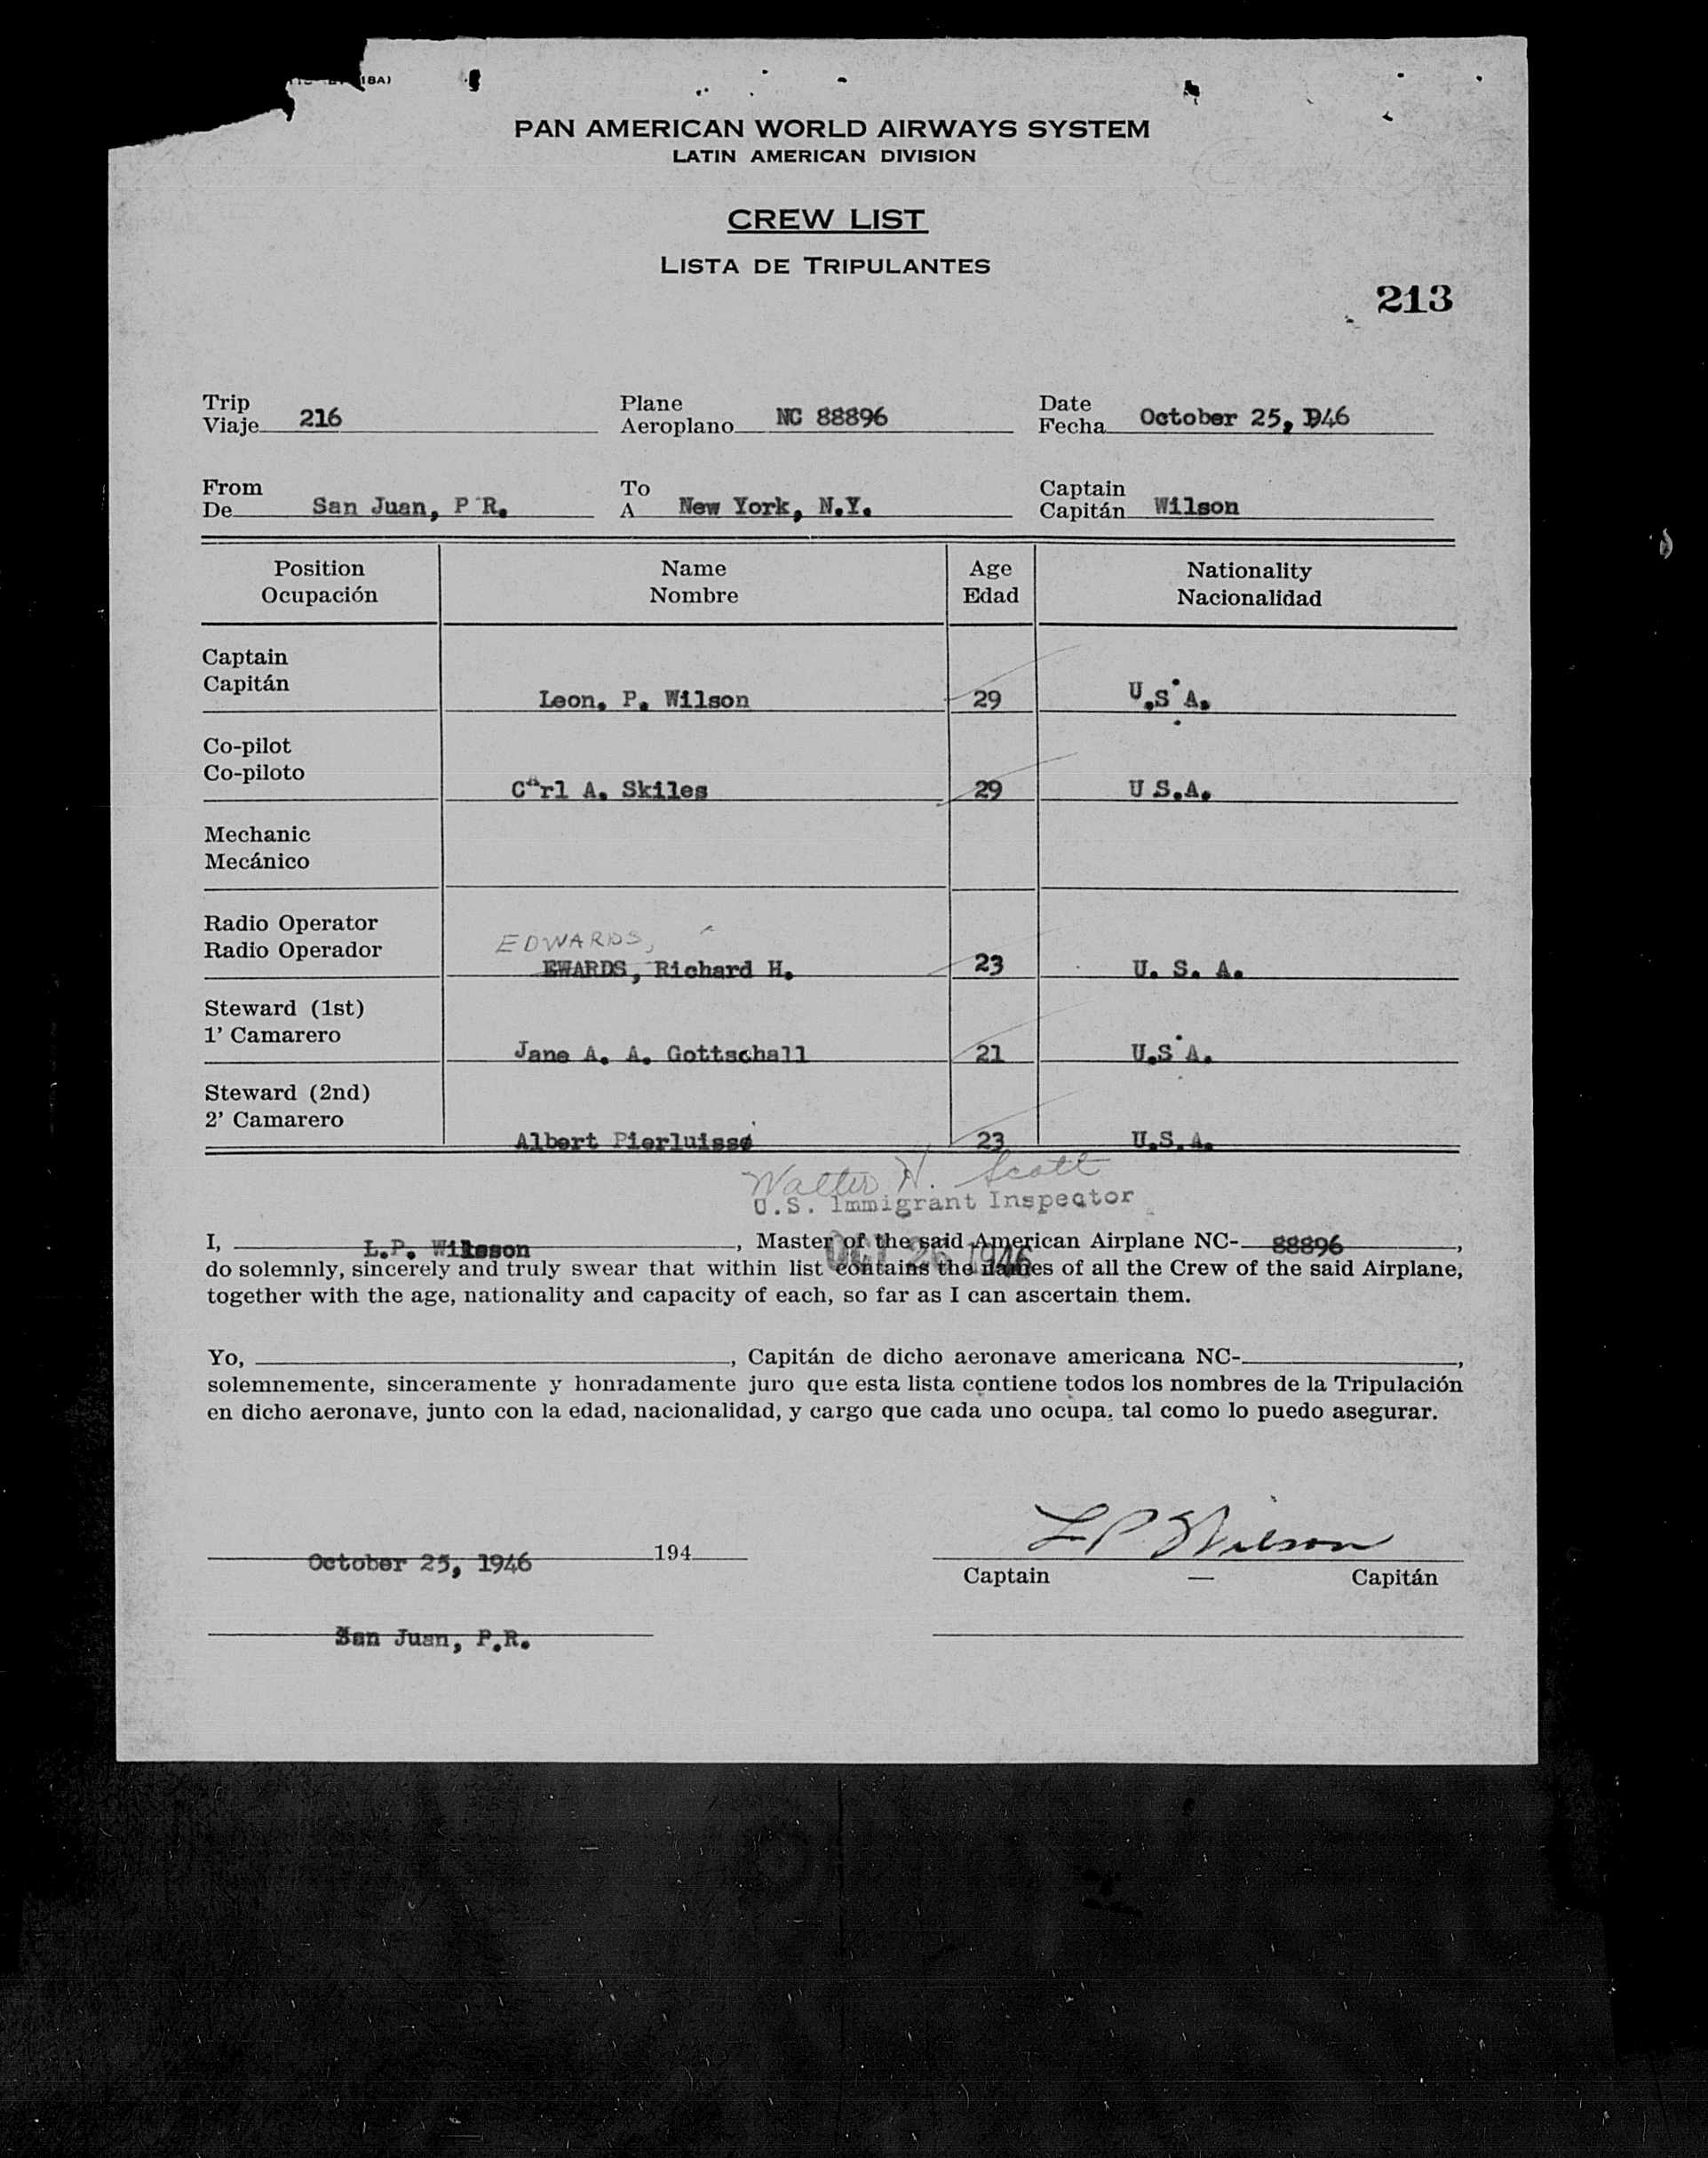 18A)
PAN AMERICAN WORLD AIRWAYS SYSTEM
LATIN AMERICAN DIVISION
CREW LIST
LISTA DE TRIPULANTES
213
Trip Viaje 216 Plane Aeroplano NC 88896 Date Fecha October 25, 1946
From De San Juan, P R. To A New York, N.Y. Captain Capitán Wilson
Position Name Age Nationality
Ocupación Nombre Edad Nacionalidad
Captain
Capitán Leon. P. Wilson 29 U.S A.
Co-pilot
Co-piloto Carl A. Skiles 29 U S.A.
Mechanic
Mecánico
Radio Operator EDWARDS,
Radio Operador EWARDS, Richard H. 23 U. S. A.
Steward (1st)
1' Camarero Jane A. A. Gottschall 21 U.S A.
Steward (2nd)
2' Camarero Albert Pierluiss 23 U.S.A.
Walter H. Scott
U.S. Immigrant Inspector
I, L.P. Wilsson, Master of the said American Airplane NC- 88896,
OCT 26 1946
do solemnly, sincerely and truly swear that within list contains the names of all the Crew of the said Airplane,
together with the age, nationality and capacity of each, so far as I can ascertain them.
Yo, , Capitán de dicho aeronave americana NC- ,
solemnemente, sinceramente y honradamente juro que esta lista contiene todos los nombres de la Tripulación
en dicho aeronave, junto con la edad, nacionalidad, y cargo que cada uno ocupa, tal como lo puedo asegurar.
L P Wilson
October 25, 1946 194
Captain — Capitán
San Juan, P.R.